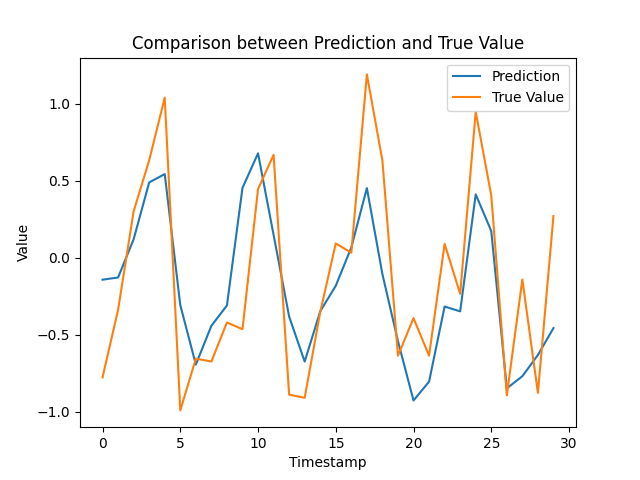 Comparison between Prediction and True Value
Prediction
True Value
1.0
0.5
0.0
−0.5
−1.0
Value
0 5 10 15 20 25 30
Timestamp